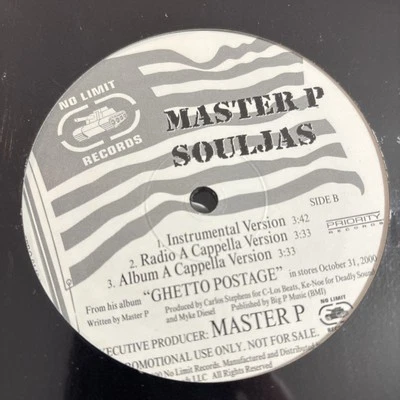 NO LIMIT
RECORDS
MASTER P
SOULJAS
SIDE B
1. Instrumental Version 3:42
2. Radio A Cappella Version 3:33
3. Album A Cappella Version 3:33
PRIORITY
RECORDS
From his album "GHETTO POSTAGE" in stores October 31, 2000
Written by Master P
and Myke Diesel
Produced by Carlos Stephens for C-Los Beats, Ke-Noe for Deadly Sound
Published by Big P Music (BMI)
EXECUTIVE PRODUCER: MASTER P
PROMOTIONAL USE ONLY. NOT FOR SALE.
No Limit Records. Manufactured and Distributed
LLC All Rights Reserved
NO LIMIT